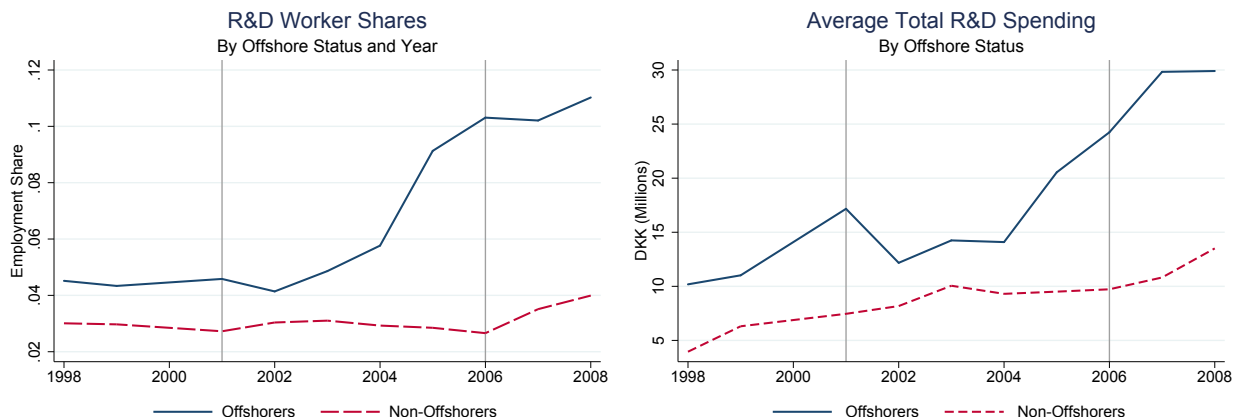 R&D Worker Shares
By Offshore Status and Year
Employment Share
.12
.1
.08
.06
.04
.02
1998 2000 2002 2004 2006 2008
Offshorers Non-Offshorers
Average Total R&D Spending
By Offshore Status
DKK (Millions)
30
25
20
15
10
5
1998 2000 2002 2004 2006 2008
Offshorers Non-Offshorers